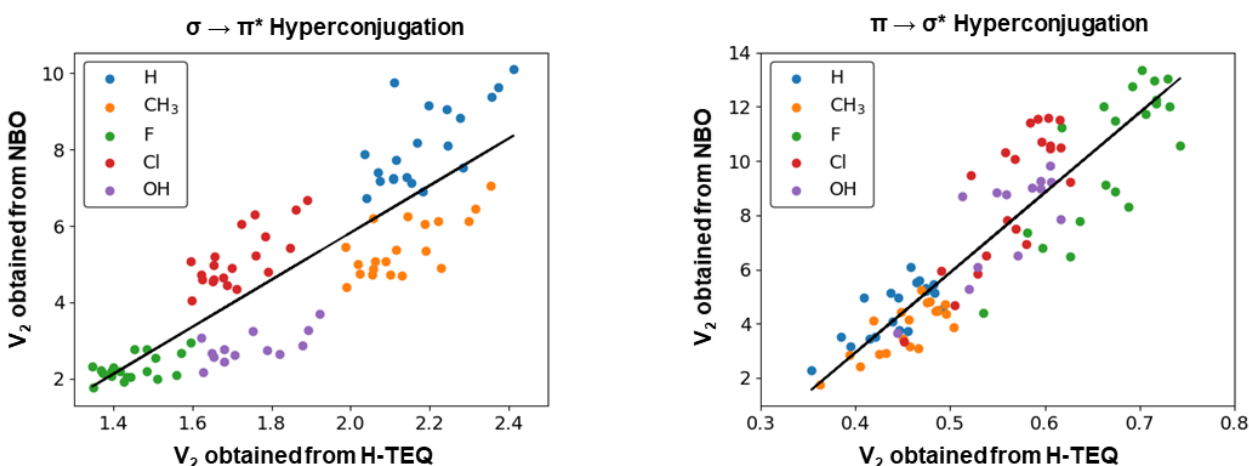 σ → π* Hyperconjugation
V₂ obtained from NBO
10
8
6
4
2
H
CH₃
F
Cl
OH
1.4 1.6 1.8 2.0 2.2 2.4
V₂ obtained from H-TEQ
π → σ* Hyperconjugation
V₂ obtained from NBO
14
12
10
8
6
4
2
H
CH₃
F
Cl
OH
0.3 0.4 0.5 0.6 0.7 0.8
V₂ obtained from H-TEQ